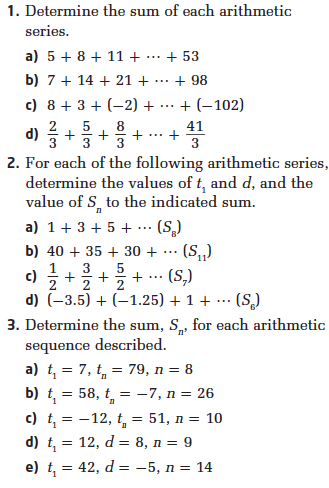 1. Determine the sum of each arithmetic
series.
a) 5 + 8 + 11 + ⋯ + 53
b) 7 + 14 + 21 + ⋯ + 98
c) 8 + 3 + (−2) + ⋯ + (−102)
d) 2/3 + 5/3 + 8/3 + ⋯ + 41/3
2. For each of the following arithmetic series,
determine the values of t₁ and d, and the
value of Sₙ to the indicated sum.
a) 1 + 3 + 5 + ⋯ (S₈)
b) 40 + 35 + 30 + ⋯ (S₁₁)
c) 1/2 + 3/2 + 5/2 + ⋯ (S₇)
d) (−3.5) + (−1.25) + 1 + ⋯ (S₆)
3. Determine the sum, Sₙ, for each arithmetic
sequence described.
a) t₁ = 7, tₙ = 79, n = 8
b) t₁ = 58, tₙ = −7, n = 26
c) t₁ = −12, tₙ = 51, n = 10
d) t₁ = 12, d = 8, n = 9
e) t₁ = 42, d = −5, n = 14